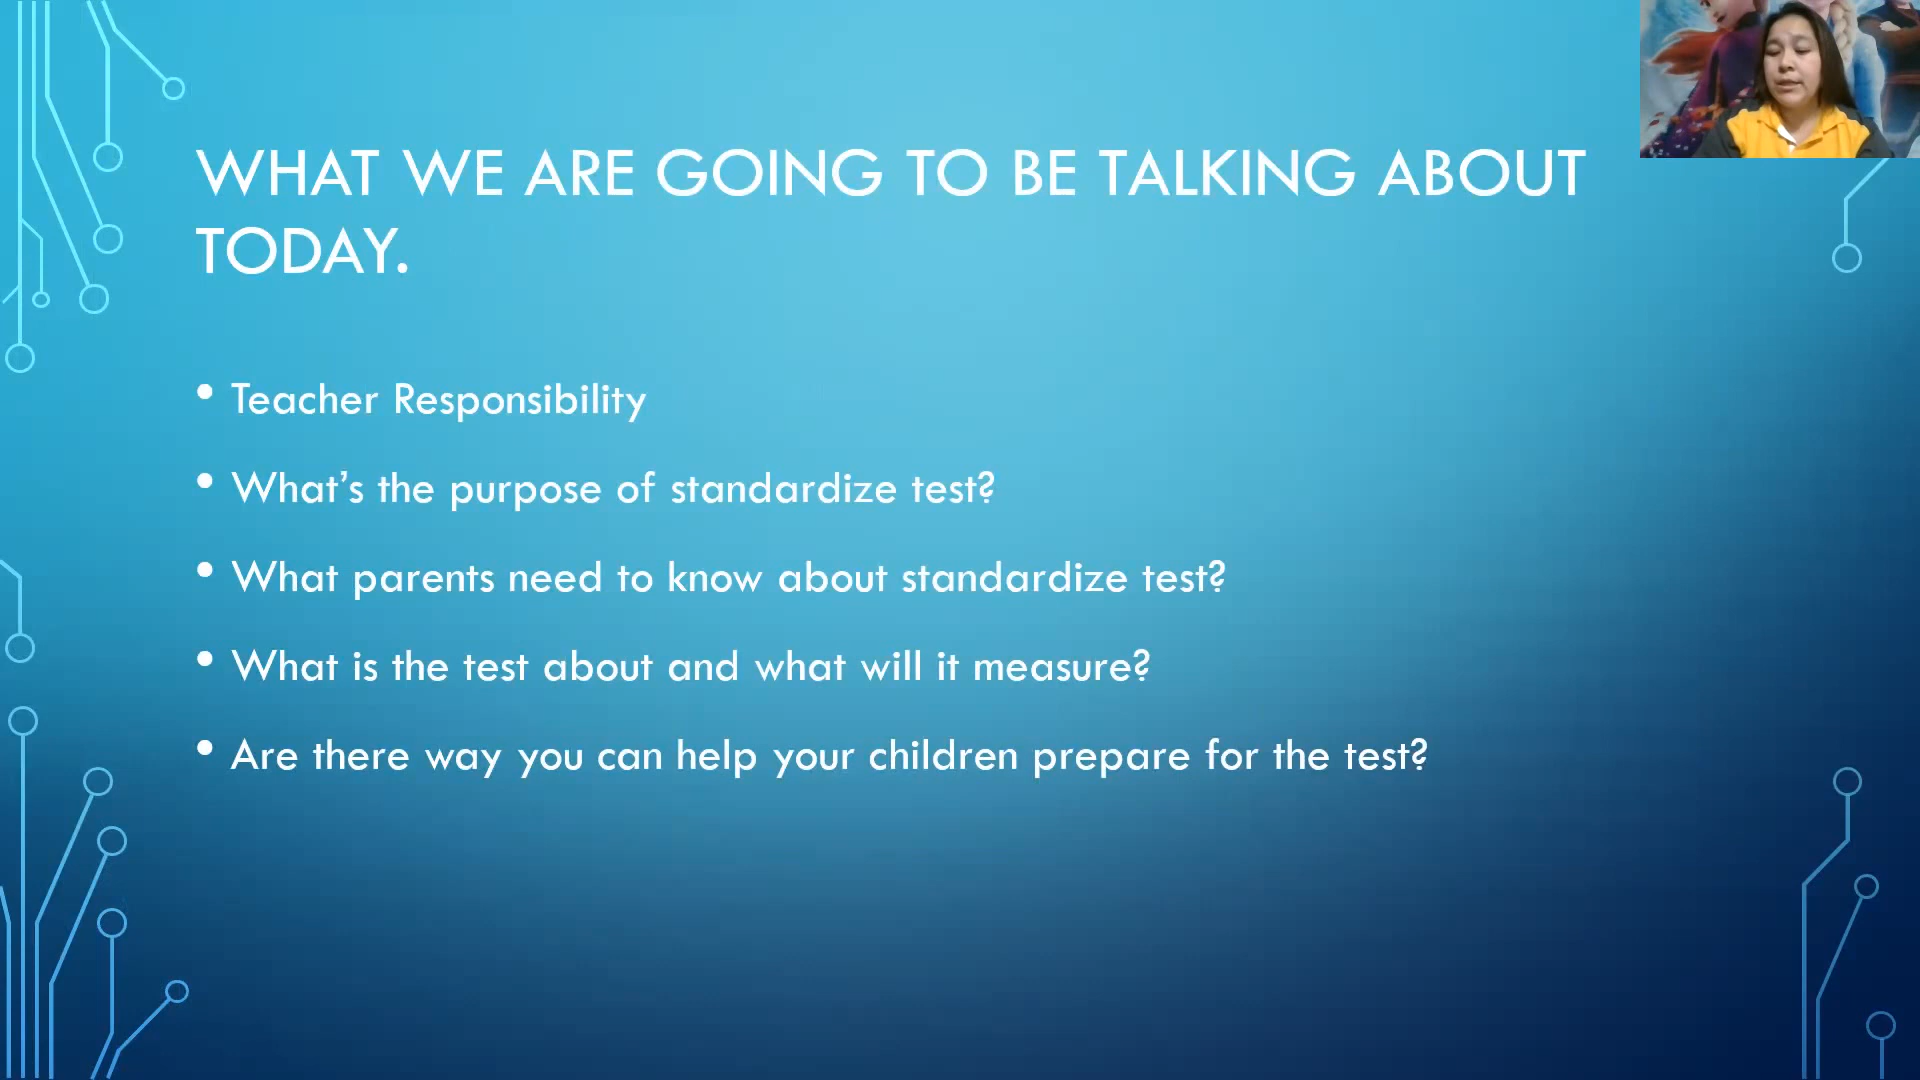 WHAT WE ARE GOING TO BE TALKING ABOUT
TODAY.
• Teacher Responsibility
• What’s the purpose of standardize test?
• What parents need to know about standardize test?
• What is the test about and what will it measure?
• Are there way you can help your children prepare for the test?